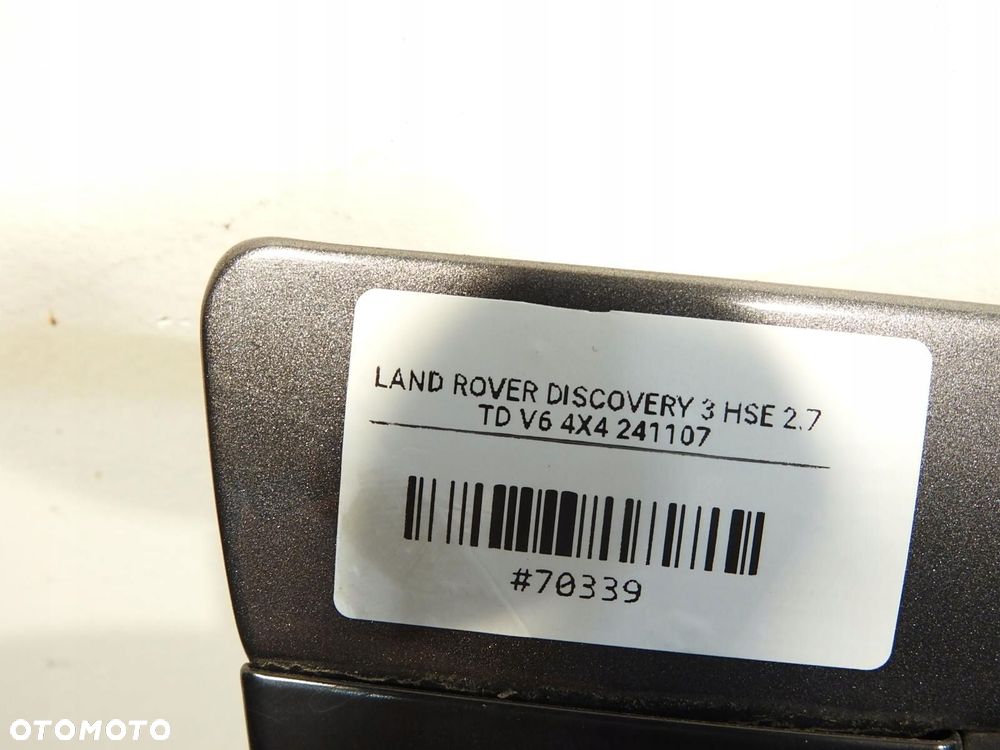 LAND ROVER DISCOVERY 3 HSE 2.7
TD V6 4X4 241107
#70339
OTOMOTO